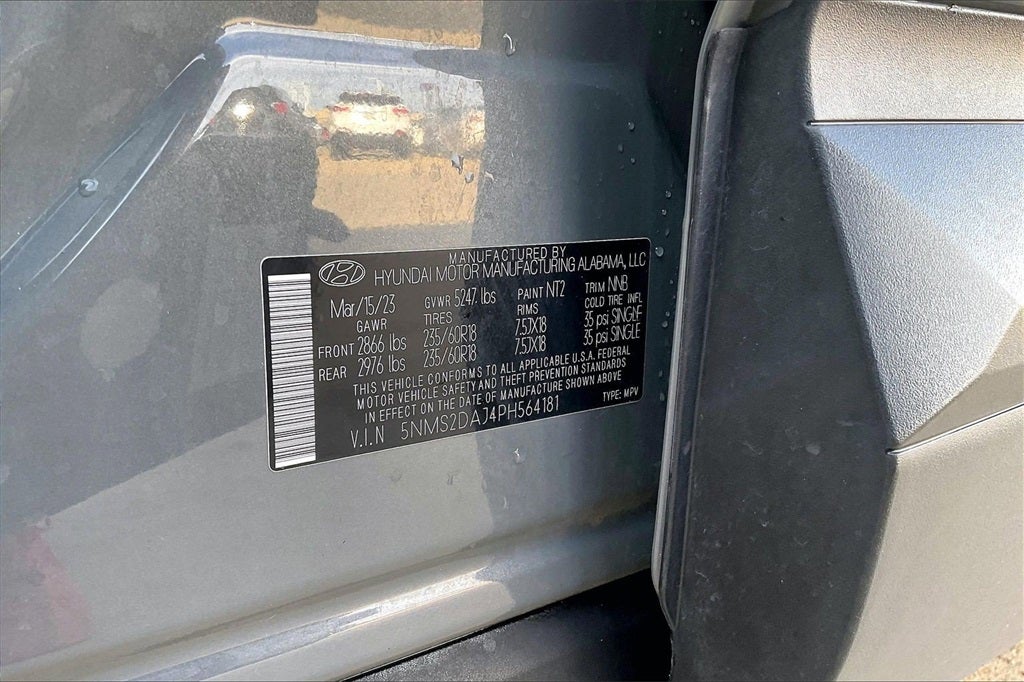 MANUFACTURED BY
HYUNDAI MOTOR MANUFACTURING ALABAMA, LLC
Mar/15/23 GVWR 5247 lbs PAINT NT2 TRIM NNB
GAWR TIRES RIMS COLD TIRE INFL
FRONT 2866 lbs 235/60R18 7.5JX18 35 psi SINGLE
REAR 2976 lbs 235/60R18 7.5JX18 35 psi SINGLE
THIS VEHICLE CONFORMS TO ALL APPLICABLE U.S.A. FEDERAL
MOTOR VEHICLE SAFETY AND THEFT PREVENTION STANDARDS
IN EFFECT ON THE DATE OF MANUFACTURE SHOWN ABOVE
V.I.N 5NMS2DAJ4PH564181 TYPE: MPV